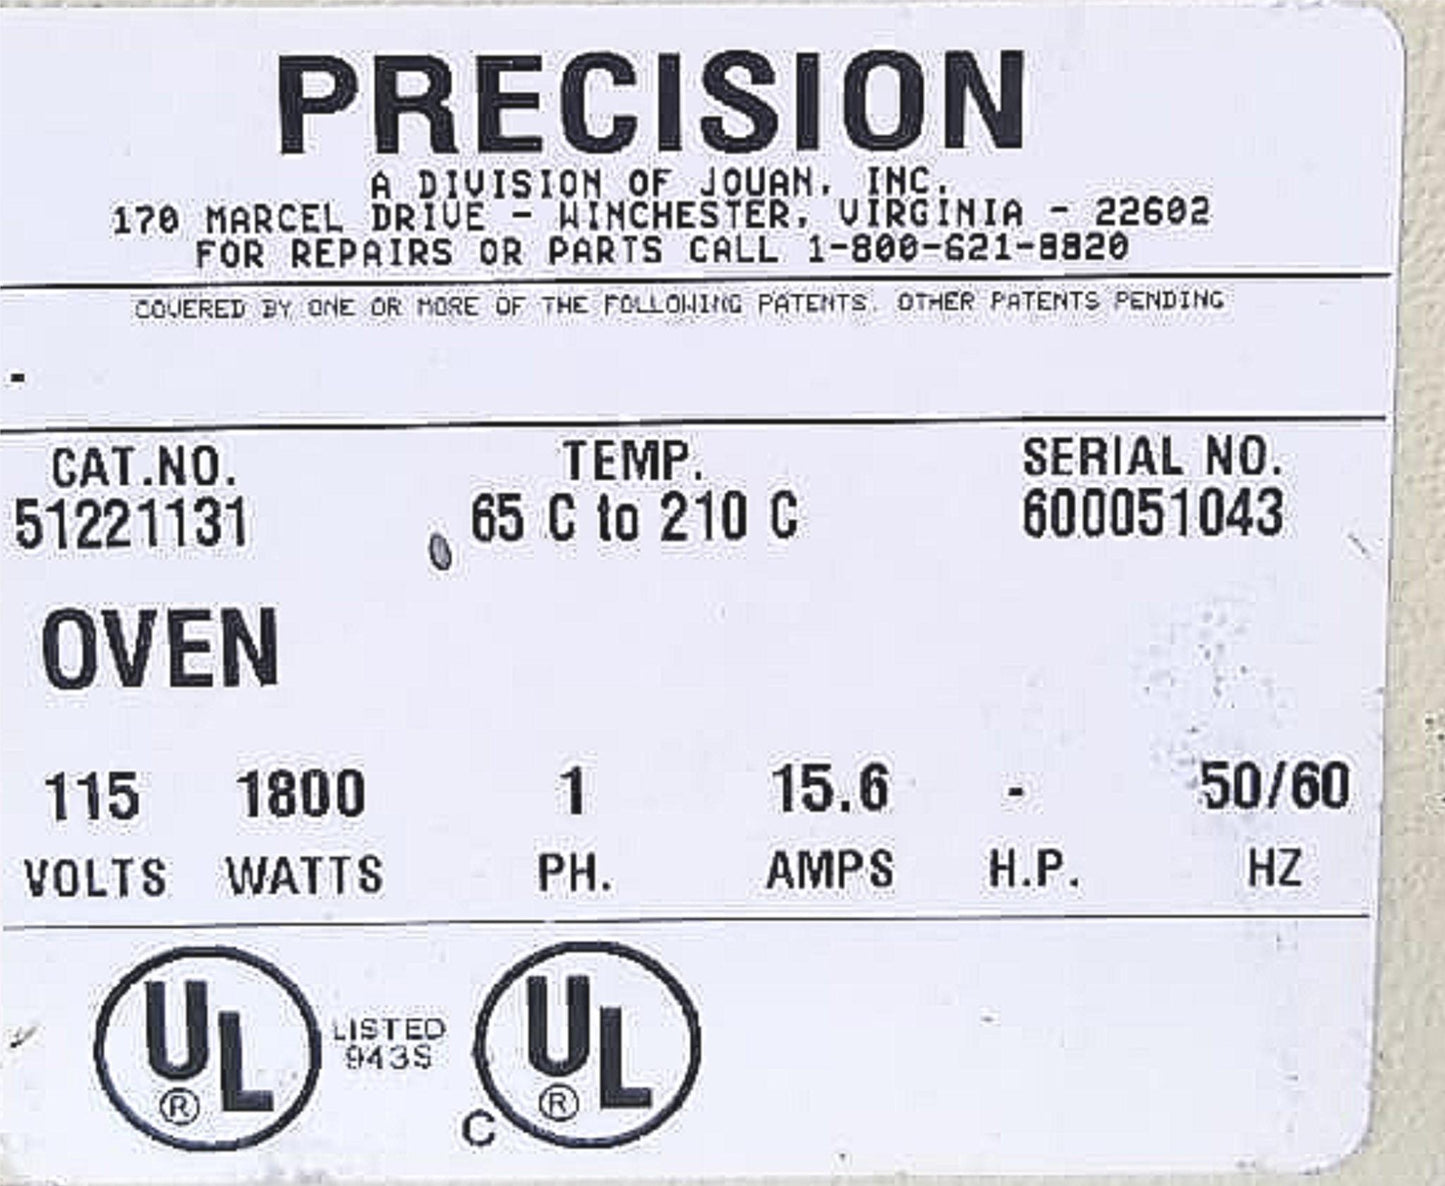 PRECISION
A DIVISION OF JOUAN, INC.
170 MARCEL DRIVE - WINCHESTER, VIRGINIA - 22602
FOR REPAIRS OR PARTS CALL 1-800-621-8820
COVERED BY ONE OR MORE OF THE FOLLOWING PATENTS. OTHER PATENTS PENDING
-
CAT.NO. TEMP. SERIAL NO.
51221131 65 C to 210 C 600051043
OVEN
115 1800 1 15.6 - 50/60
VOLTS WATTS PH. AMPS H.P. HZ
UL ® LISTED 943S C UL ®